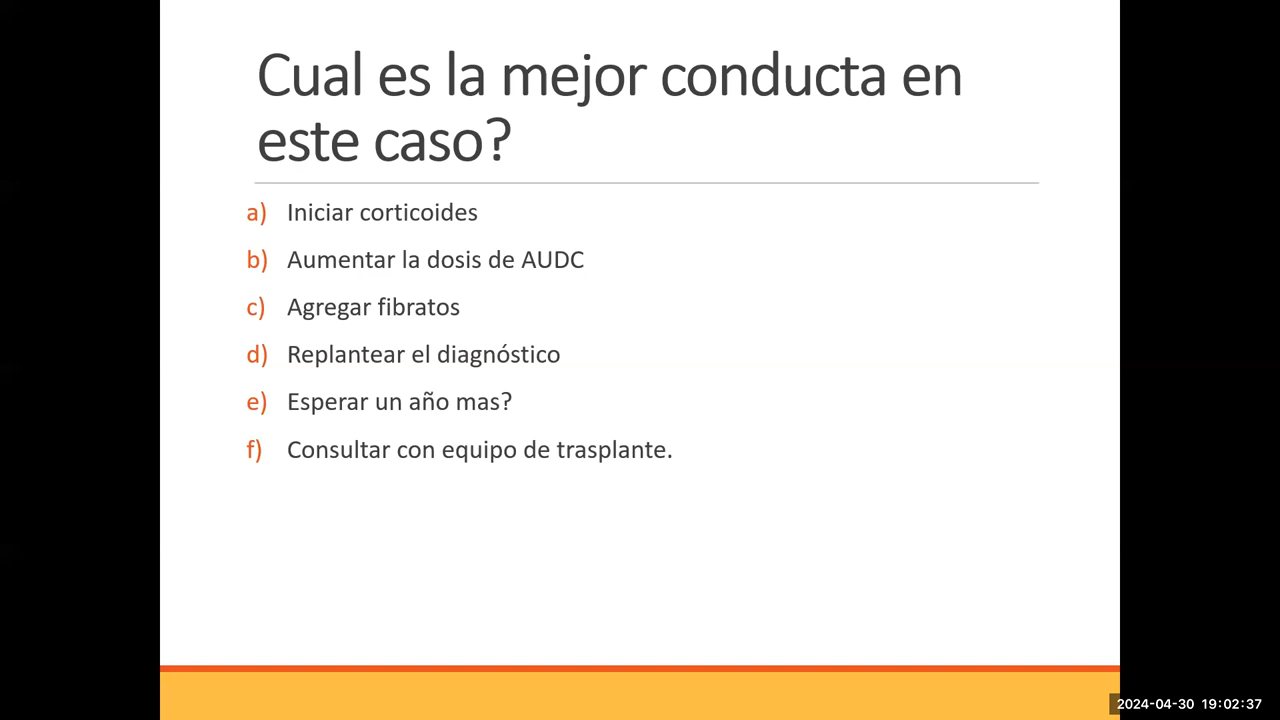 Cual es la mejor conducta en
este caso?
a) Iniciar corticoides
b) Aumentar la dosis de AUDC
c) Agregar fibratos
d) Replantear el diagnóstico
e) Esperar un año mas?
f) Consultar con equipo de trasplante.
2024-04-30 19:02:37